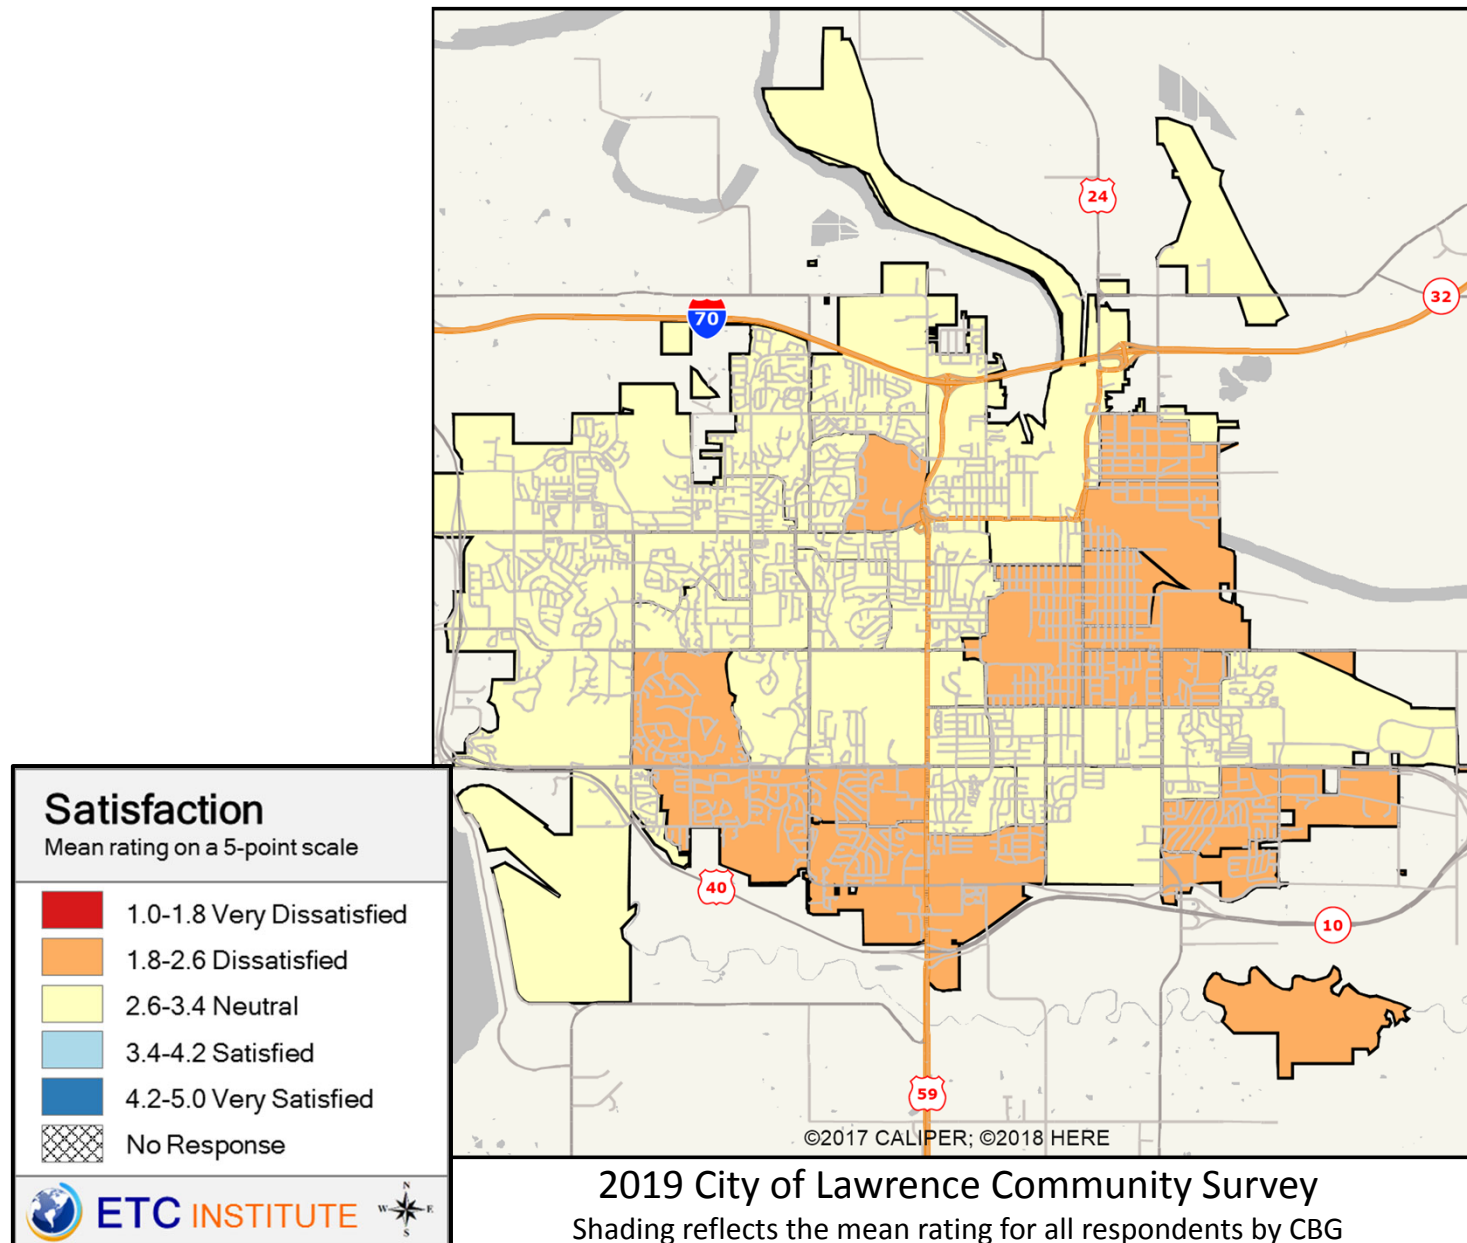 24
32
70
40
10
59
©2017 CALIPER; ©2018 HERE
Satisfaction
Mean rating on a 5-point scale
1.0-1.8 Very Dissatisfied
1.8-2.6 Dissatisfied
2.6-3.4 Neutral
3.4-4.2 Satisfied
4.2-5.0 Very Satisfied
No Response
ETC INSTITUTE
N
W E
S
2019 City of Lawrence Community Survey
Shading reflects the mean rating for all respondents by CBG